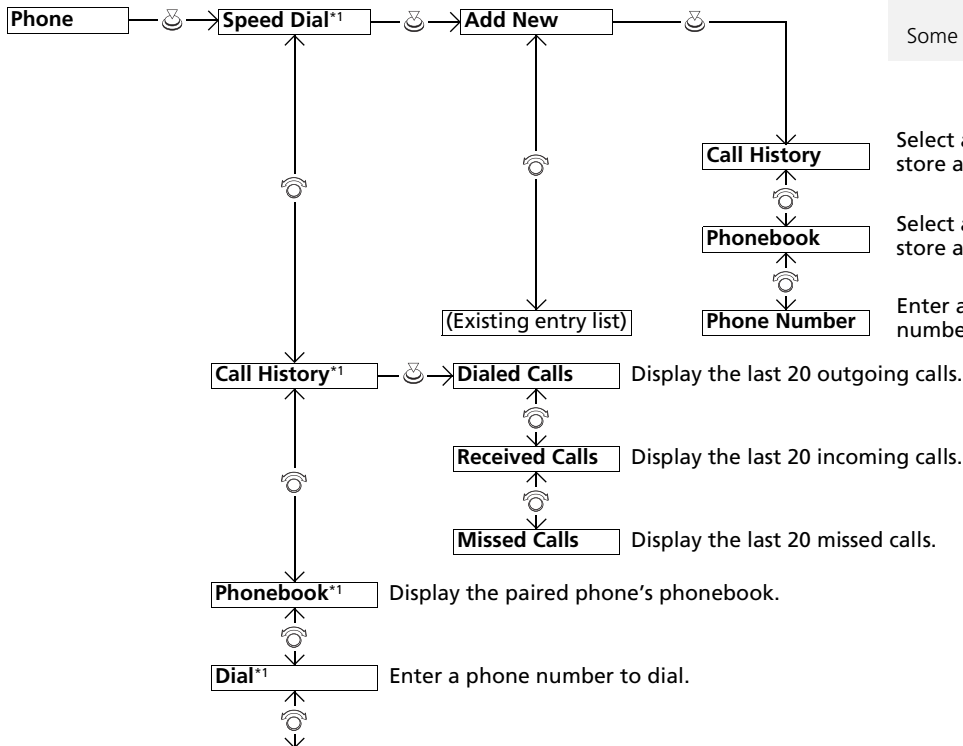 Phone
Speed Dial*1
Add New
Some
Call History
Select a
store a
Phonebook
Select a
store a
(Existing entry list)
Phone Number
Enter a
numbe
Call History*1
Dialed Calls
Display the last 20 outgoing calls.
Received Calls
Display the last 20 incoming calls.
Missed Calls
Display the last 20 missed calls.
Phonebook*1
Display the paired phone's phonebook.
Dial*1
Enter a phone number to dial.